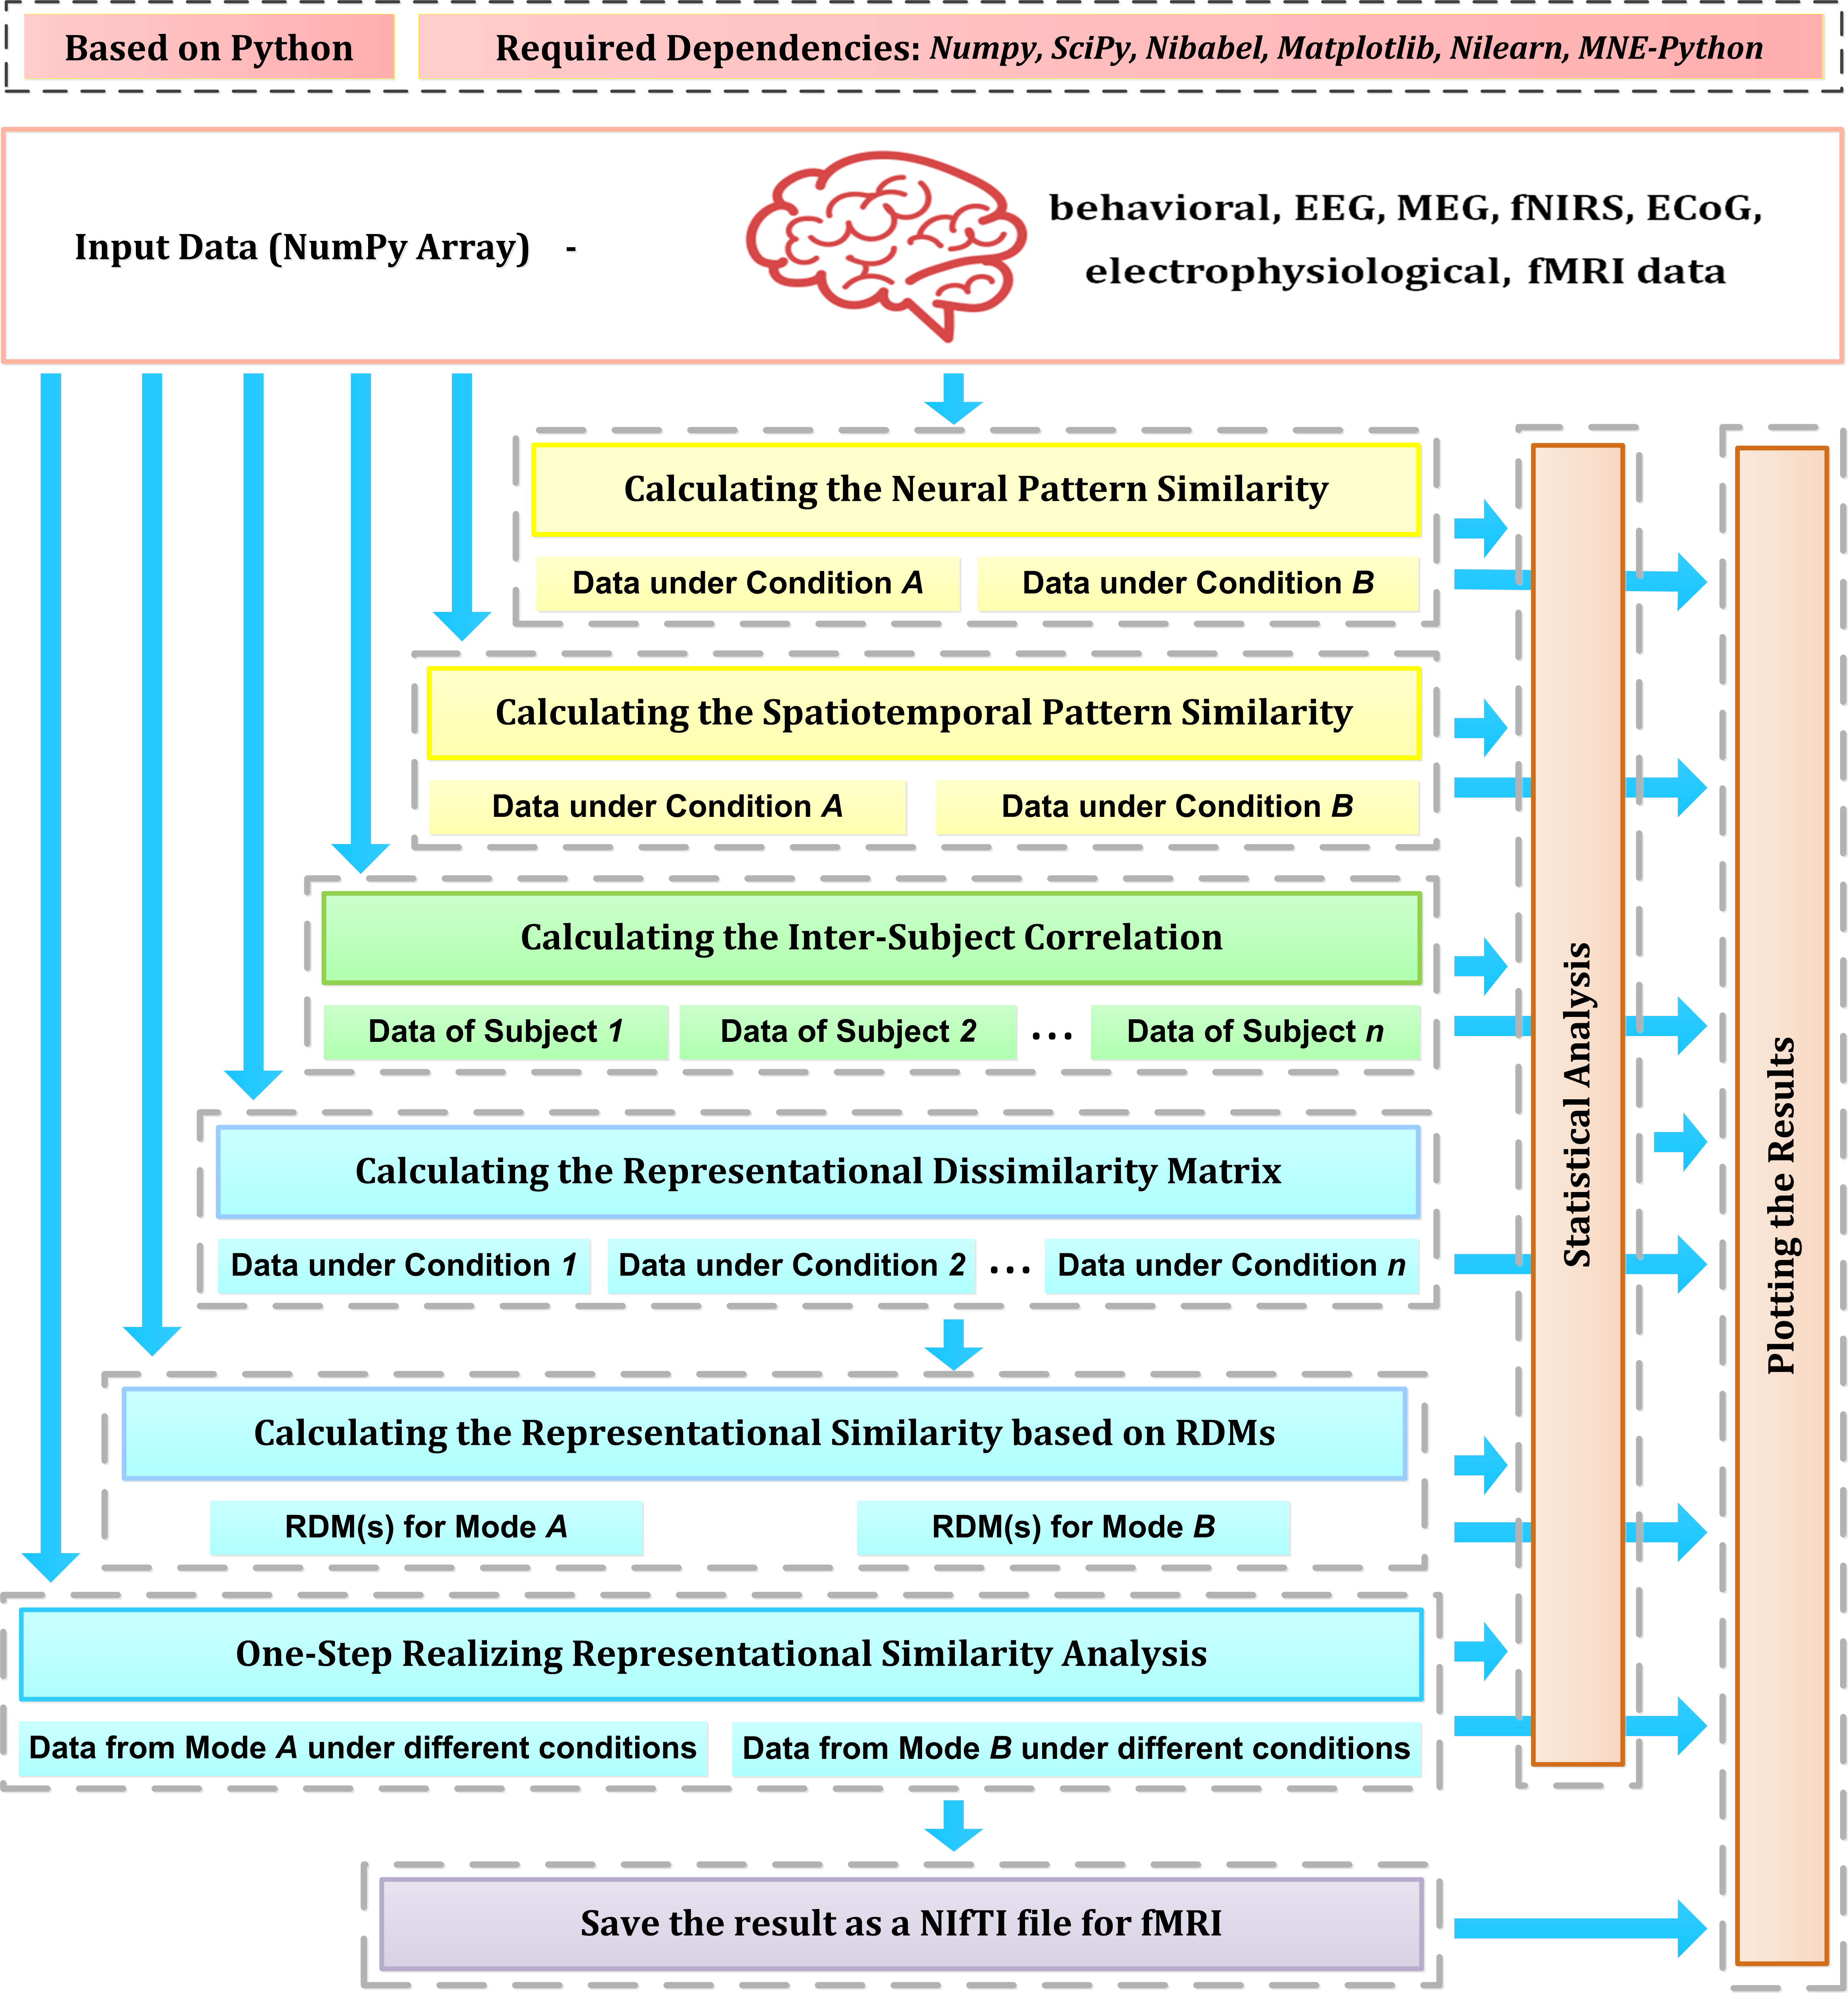 Based on Python
Required Dependencies: Numpy, SciPy, Nibabel, Matplotlib, Nilearn, MNE-Python
Input Data (NumPy Array) -
behavioral, EEG, MEG, fNIRS, ECoG,
electrophysiological, fMRI data
Calculating the Neural Pattern Similarity
Data under Condition A
Data under Condition B
Calculating the Spatiotemporal Pattern Similarity
Data under Condition A
Data under Condition B
Calculating the Inter-Subject Correlation
Data of Subject 1
Data of Subject 2
...
Data of Subject n
Calculating the Representational Dissimilarity Matrix
Data under Condition 1
Data under Condition 2
...
Data under Condition n
Calculating the Representational Similarity based on RDMs
RDM(s) for Mode A
RDM(s) for Mode B
One-Step Realizing Representational Similarity Analysis
Data from Mode A under different conditions
Data from Mode B under different conditions
Save the result as a NIfTI file for fMRI
Statistical Analysis
Plotting the Results